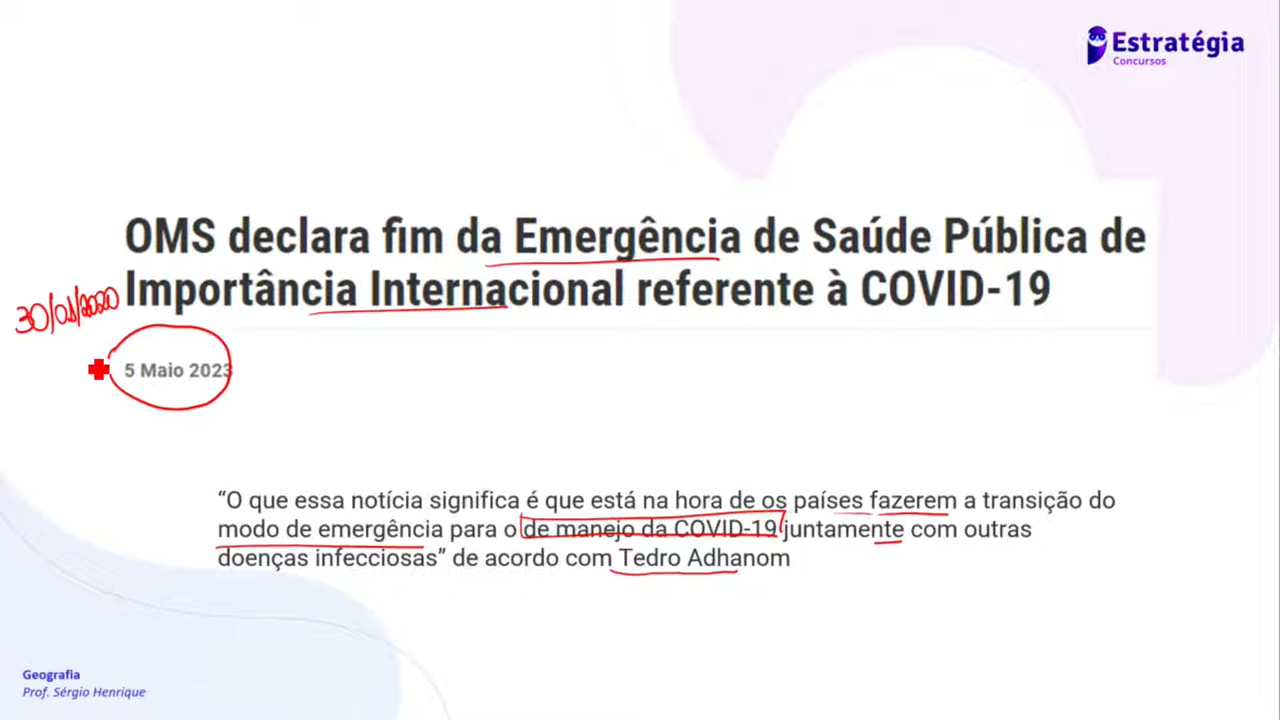 Estratégia
Concursos
OMS declara fim da Emergência de Saúde Pública de
Importância Internacional referente à COVID-19
30/01/2020
5 Maio 2023
“O que essa notícia significa é que está na hora de os países fazerem a transição do
modo de emergência para o de manejo da COVID-19 juntamente com outras
doenças infecciosas” de acordo com Tedro Adhanom
Geografia
Prof. Sérgio Henrique